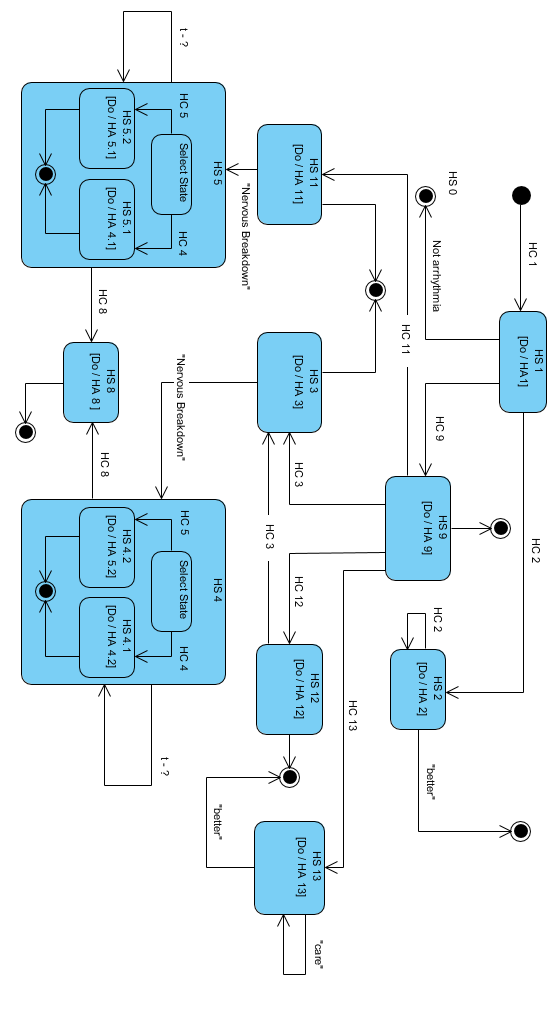 HC 1
HS 1
[Do / HA1]
HC 2
HS 0
Not arrhythmia
HC 9
HS 9
[Do / HA 9]
HC 2
HS 2
[Do / HA 2]
"better"
HC 11
HC 13
HS 11
[Do / HA 11]
HS 3
[Do / HA 3]
HC 3
HC 12
HS 12
[Do / HA 12]
HS 13
[Do / HA 13]
"care"
HC 3
"Nervous Breakdown"
"better"
HS 5
t - ?
HC 5
Select State
HC 4
HS 5.2
[Do / HA 5.1]
HS 5.1
[Do / HA 4.1]
"Nervous Breakdown"
HS 4
HC 5
Select State
HC 4
HS 4.2
[Do / HA 5.2]
HS 4.1
[Do / HA 4.2]
t - ?
HC 8
HS 8
[Do / HA 8 ]
HC 8